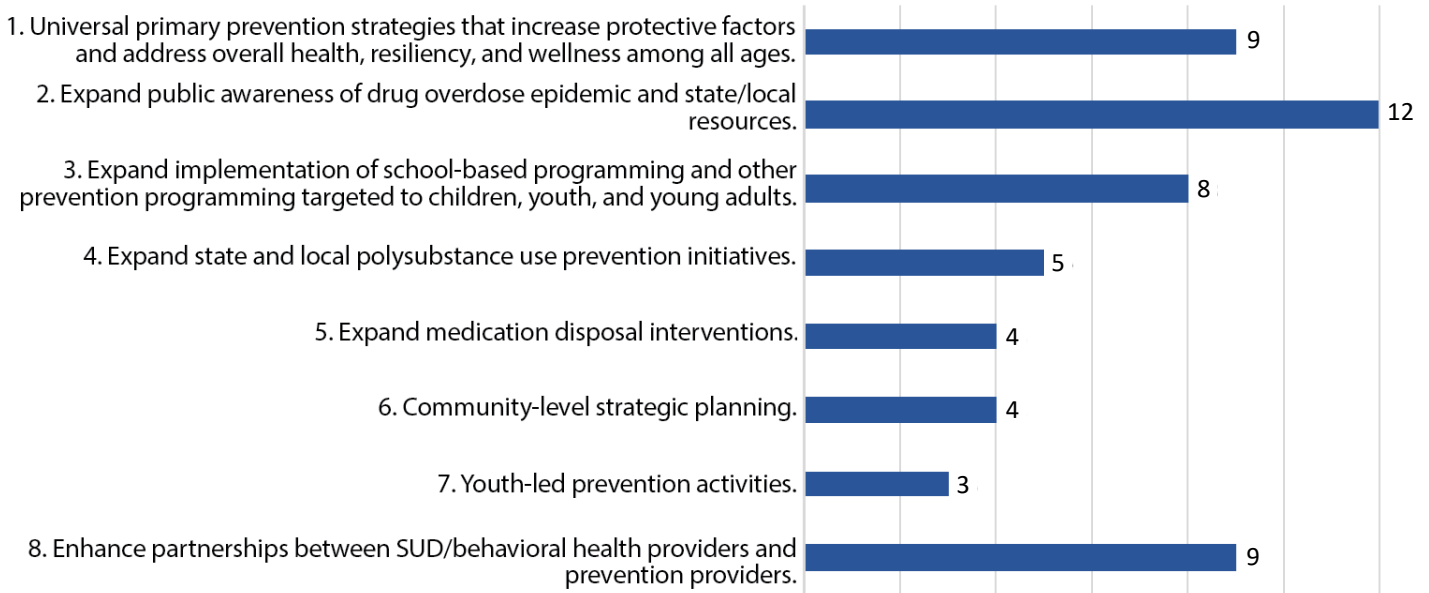 1. Universal primary prevention strategies that increase protective factors
and address overall health, resiliency, and wellness among all ages.
9
2. Expand public awareness of drug overdose epidemic and state/local
resources.
12
3. Expand implementation of school-based programming and other
prevention programming targeted to children, youth, and young adults.
8
4. Expand state and local polysubstance use prevention initiatives.
5
5. Expand medication disposal interventions.
4
6. Community-level strategic planning.
4
7. Youth-led prevention activities.
3
8. Enhance partnerships between SUD/behavioral health providers and
prevention providers.
9